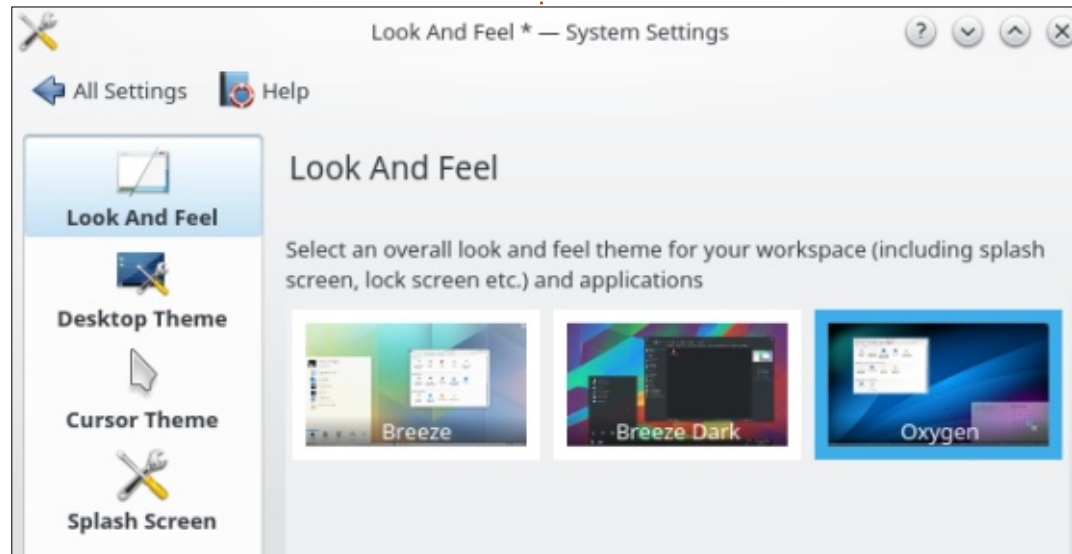 Look And Feel * — System Settings
All Settings
Help
Look And Feel
Desktop Theme
Cursor Theme
Splash Screen
Look And Feel
Select an overall look and feel theme for your workspace (including splash
screen, lock screen etc.) and applications
Breeze
Breeze Dark
Oxygen